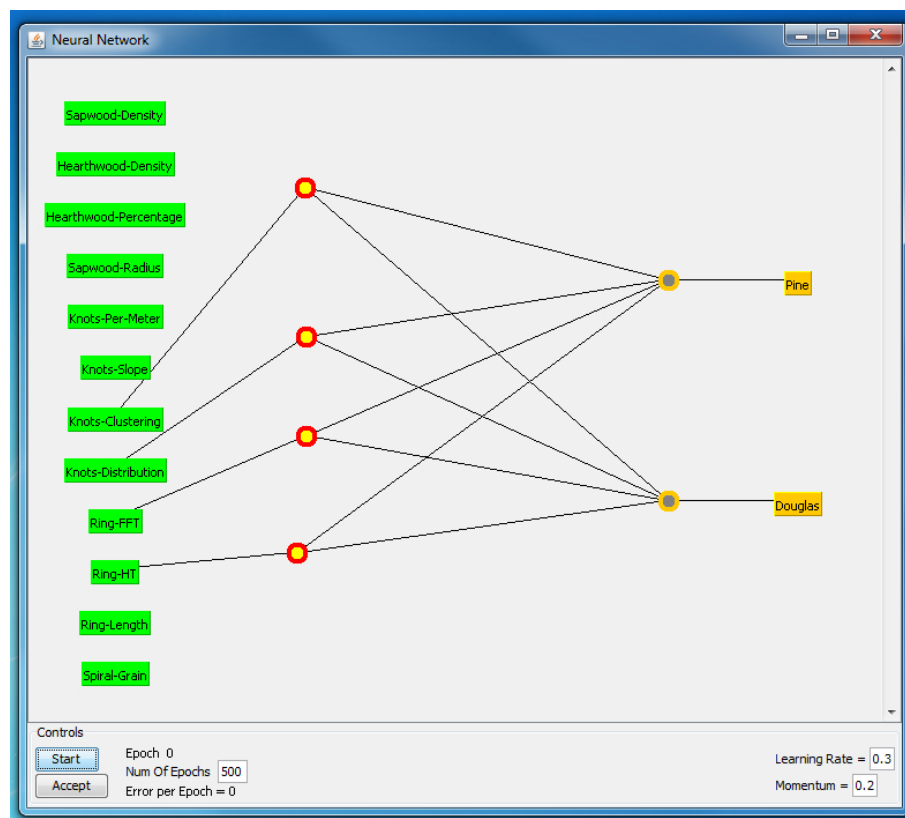 Neural Network
Sapwood-Density
Hearthwood-Density
Hearthwood-Percentage
Sapwood-Radius
Pine
Knots-Per-Meter
Knots-Slope
Knots-Clustering
Knots-Distribution
Douglas
Ring-FFT
Ring-HT
Ring-Length
Spiral-Grain
Controls
Start
Epoch 0
Num Of Epochs 500
Learning Rate = 0.3
Accept
Error per Epoch = 0
Momentum = 0.2